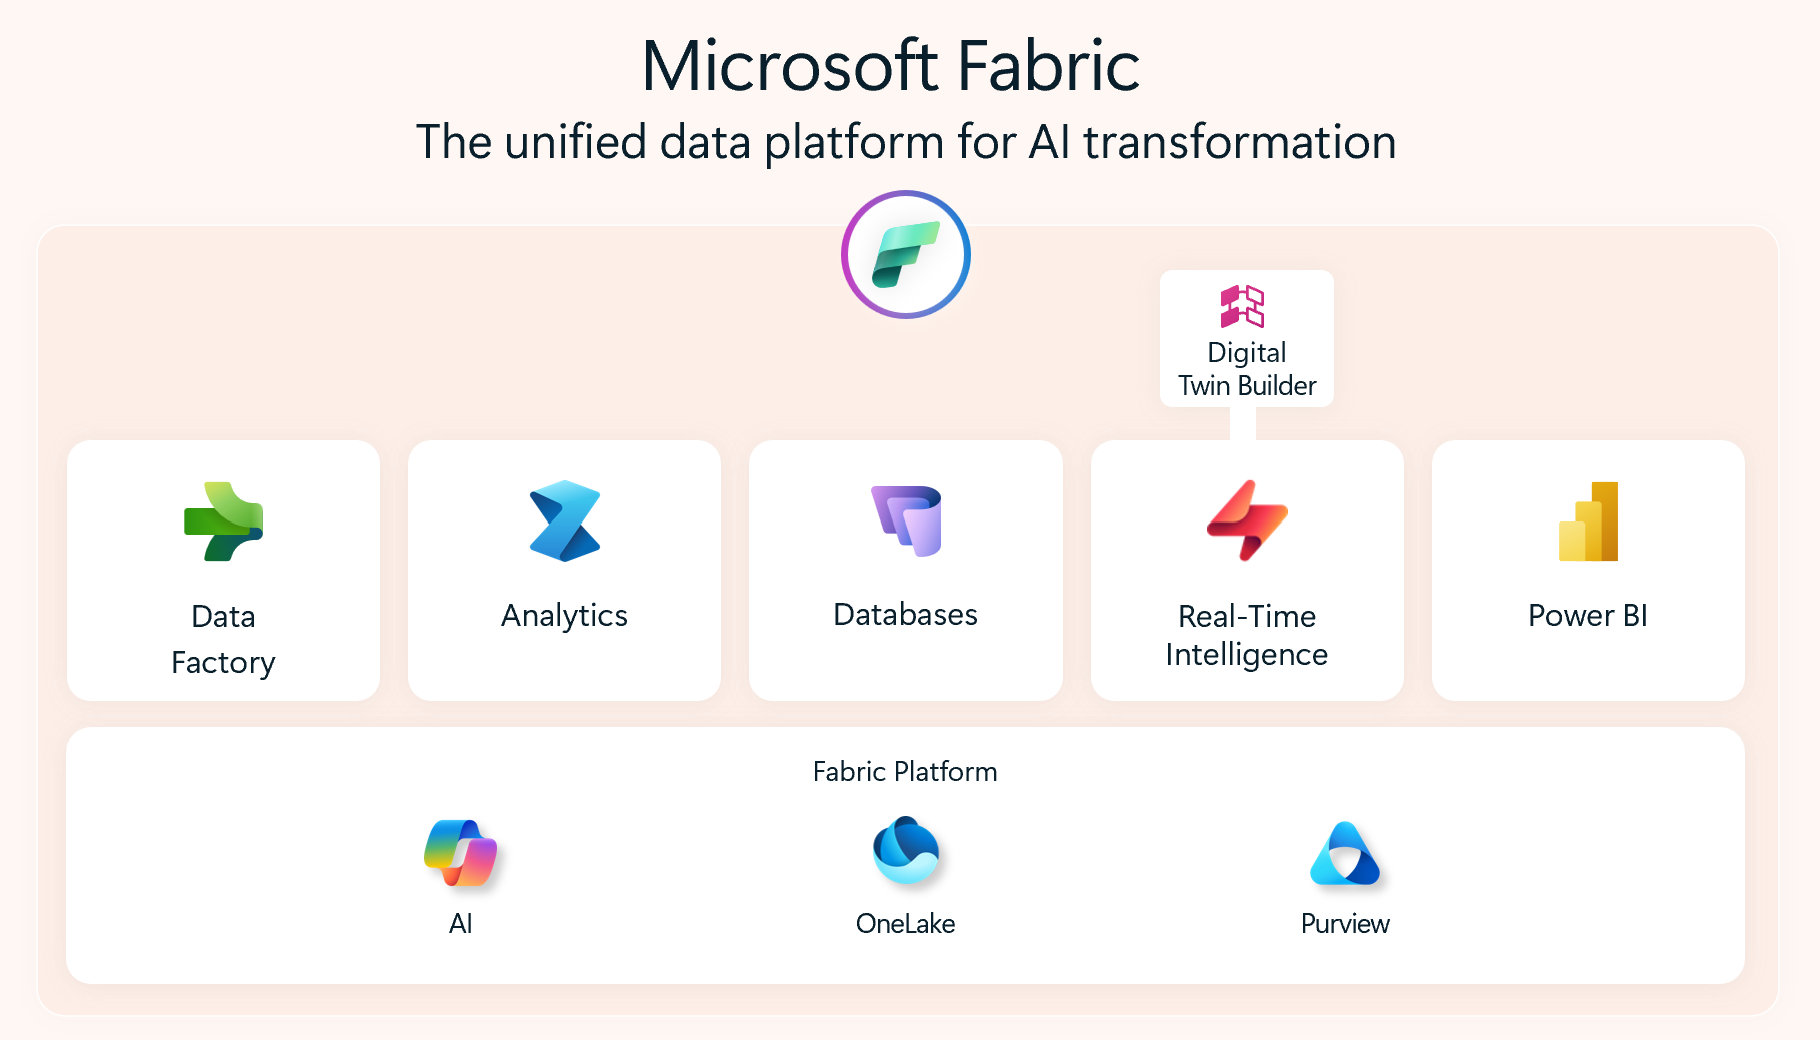 Microsoft Fabric
The unified data platform for AI transformation
Digital
Twin Builder
Data
Factory
Analytics
Databases
Real-Time
Intelligence
Power BI
Fabric Platform
AI
OneLake
Purview